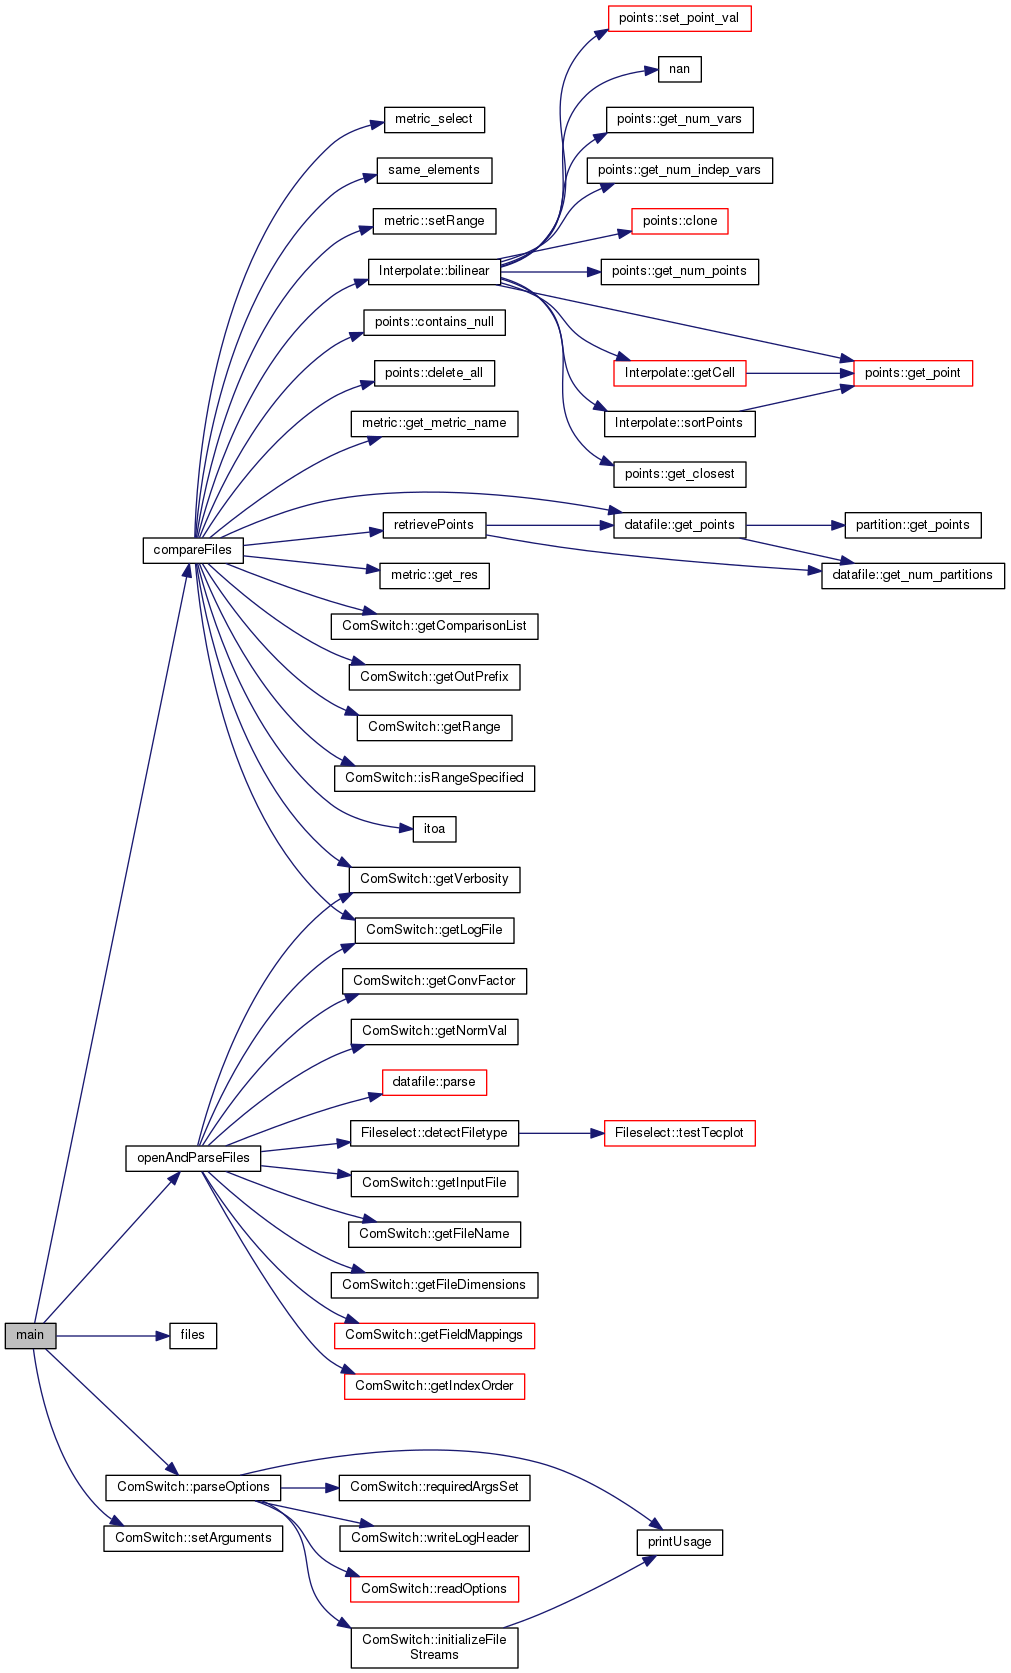 points::set_point_val
nan
metric_select
points::get_num_vars
same_elements
points::get_num_indep_vars
metric::setRange
points::clone
Interpolate::bilinear
points::get_num_points
points::contains_null
points::delete_all
Interpolate::getCell
points::get_point
metric::get_metric_name
Interpolate::sortPoints
points::get_closest
retrievePoints
datafile::get_points
partition::get_points
compareFiles
metric::get_res
datafile::get_num_partitions
ComSwitch::getComparisonList
ComSwitch::getOutPrefix
ComSwitch::getRange
ComSwitch::isRangeSpecified
itoa
ComSwitch::getVerbosity
ComSwitch::getLogFile
ComSwitch::getConvFactor
ComSwitch::getNormVal
datafile::parse
Fileselect::detectFiletype
Fileselect::testTecplot
openAndParseFiles
ComSwitch::getInputFile
ComSwitch::getFileName
ComSwitch::getFileDimensions
main
files
ComSwitch::getFieldMappings
ComSwitch::getIndexOrder
ComSwitch::parseOptions
ComSwitch::requiredArgsSet
ComSwitch::setArguments
ComSwitch::writeLogHeader
printUsage
ComSwitch::readOptions
ComSwitch::initializeFile
Streams